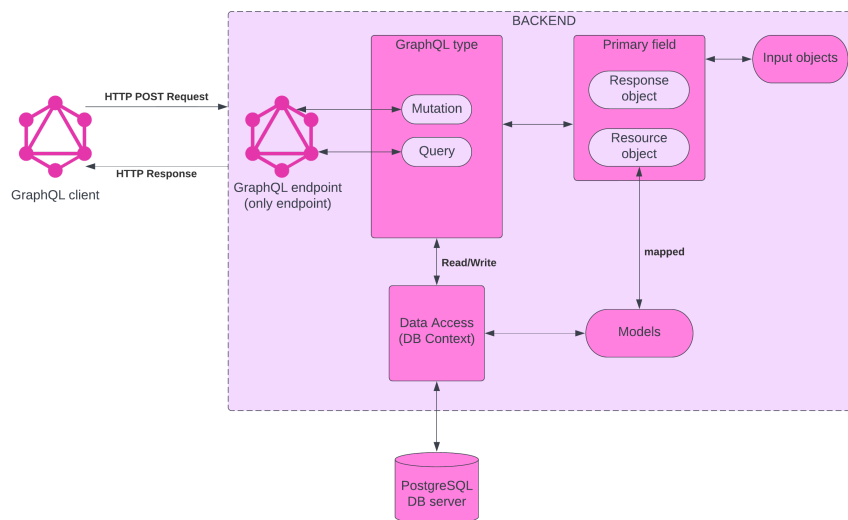 BACKEND
GraphQL type
Primary field
Input objects
Response
object
HTTP POST Request
Mutation
Resource
object
Query
HTTP Response
GraphQL client
GraphQL endpoint
(only endpoint)
Read/Write
mapped
Data Access
(DB Context)
Models
PostgreSQL
DB server